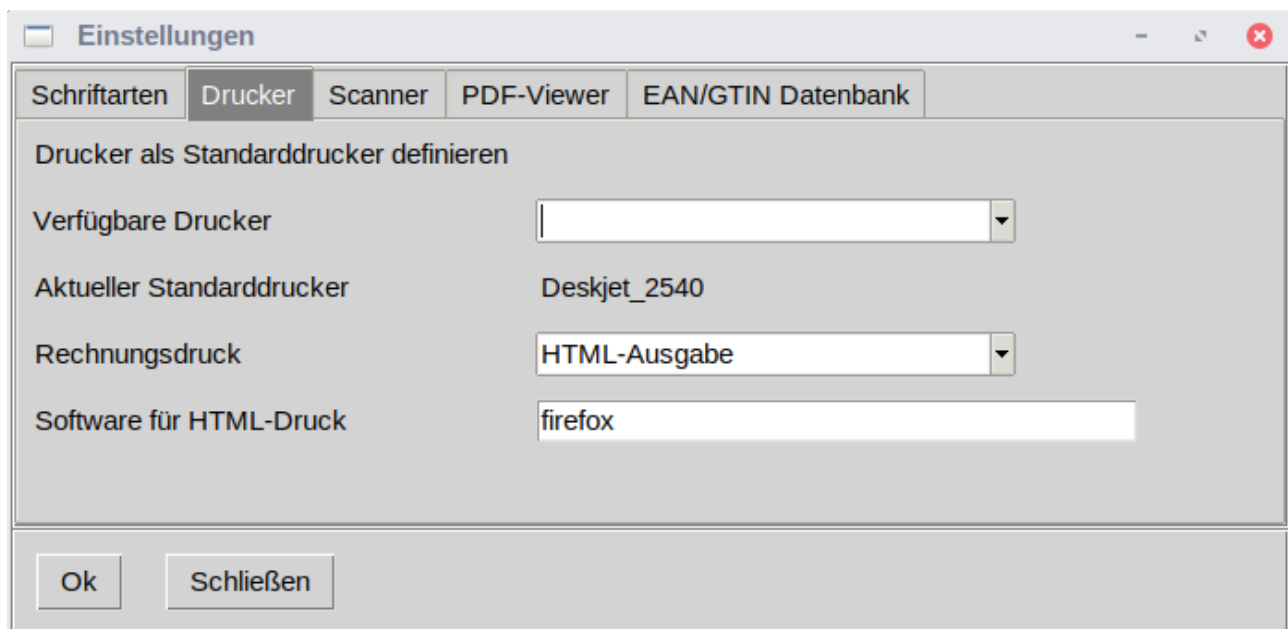 Einstellungen
Schriftarten Drucker Scanner PDF-Viewer EAN/GTIN Datenbank
Drucker als Standarddrucker definieren
Verfügbare Drucker
Aktueller Standarddrucker Deskjet_2540
Rechnungsdruck HTML-Ausgabe
Software für HTML-Druck firefox
Ok Schließen